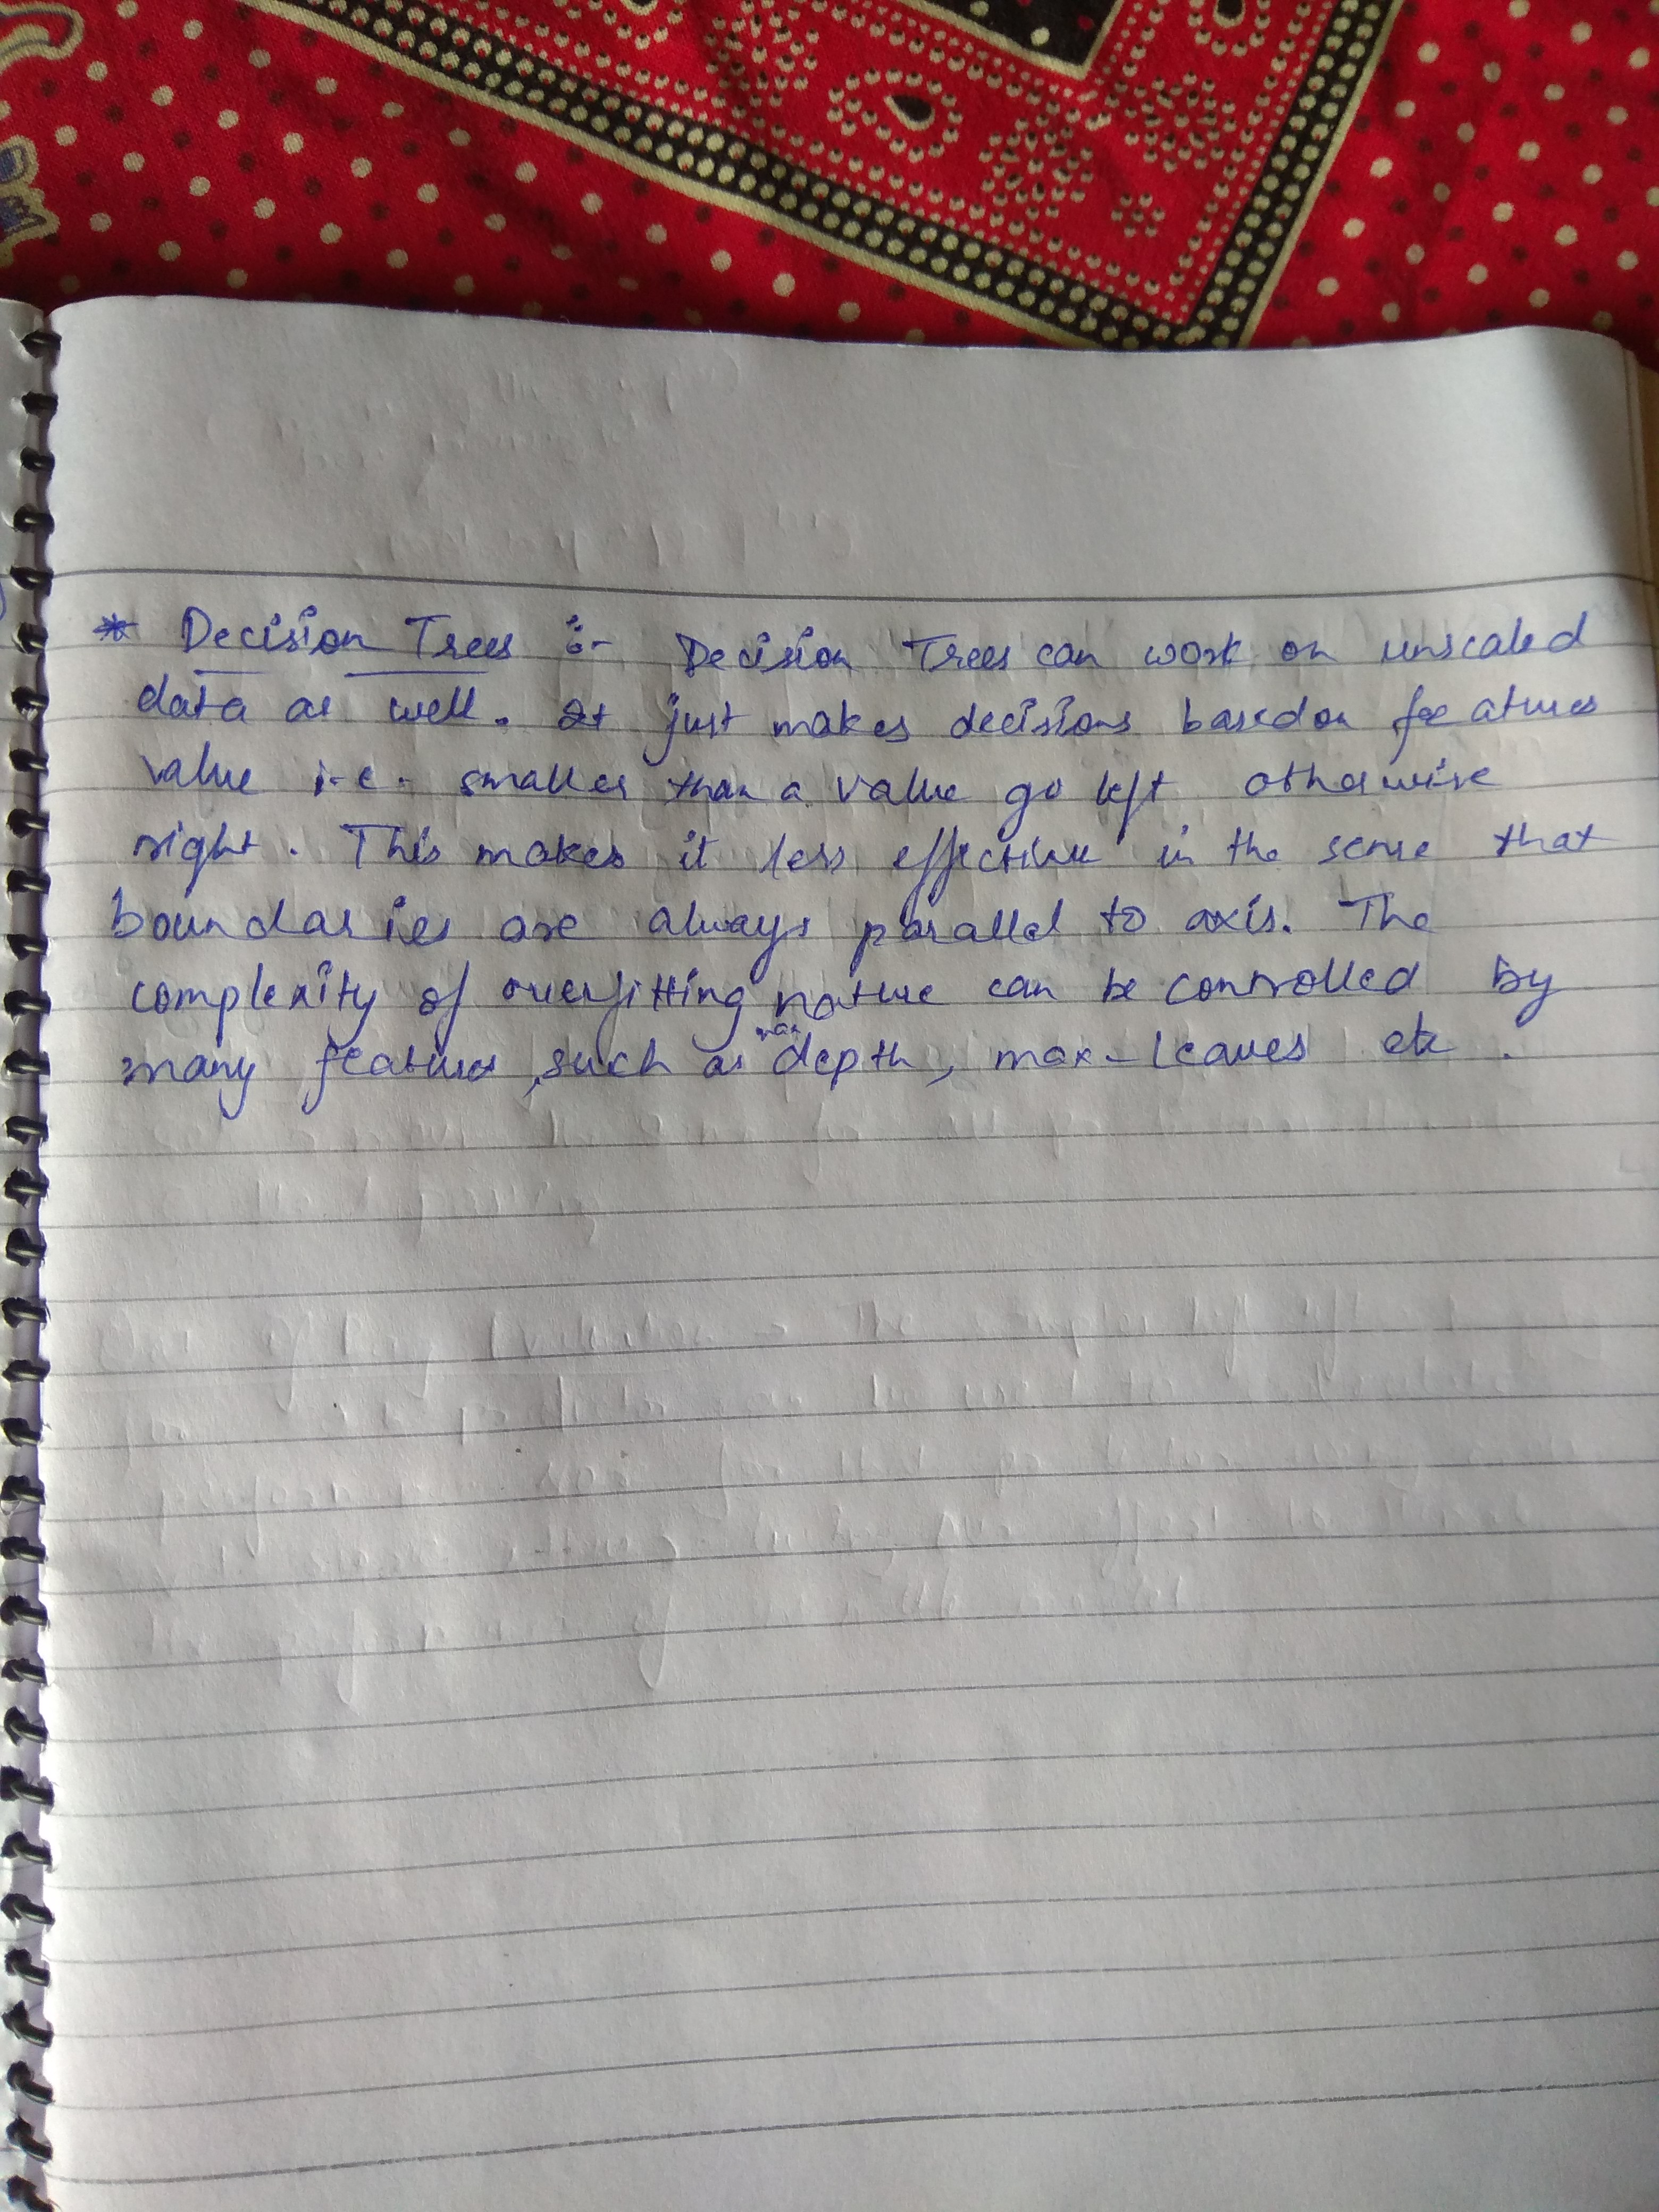 * Decision Trees :- Decision Trees can work on unscaled
data as well. It just makes decisions based on features
value i.e. smaller than a value go left otherwise
right. This makes it less effective in the sense that
boundaries are always parallel to axis. The
complexity of overfitting nature can be controlled by
many features, such as max depth, max-leaves etc.